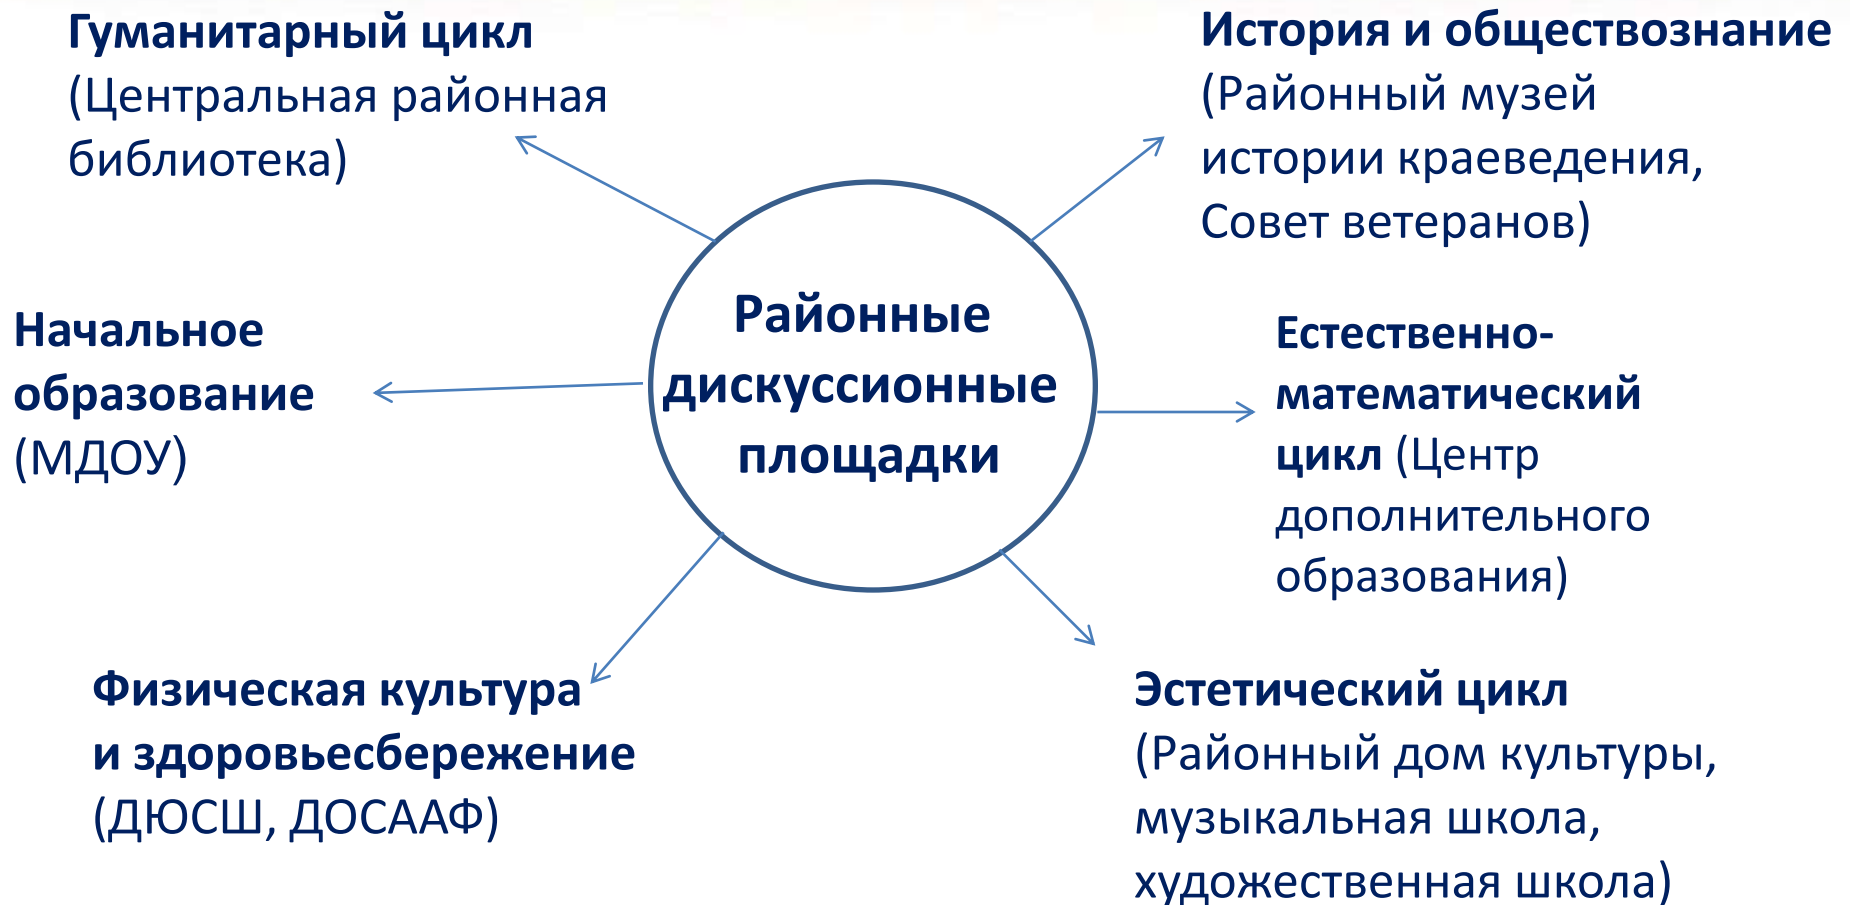 Гуманитарный цикл
(Центральная районная
библиотека)
История и обществознание
(Районный музей
истории краеведения,
Совет ветеранов)
Районные
дискуссионные
площадки
Начальное
образование
(МДОУ)
Естественно-
математический
цикл (Центр
дополнительного
образования)
Физическая культура
и здоровьесбережение
(ДЮСШ, ДОСААФ)
Эстетический цикл
(Районный дом культуры,
музыкальная школа,
художественная школа)